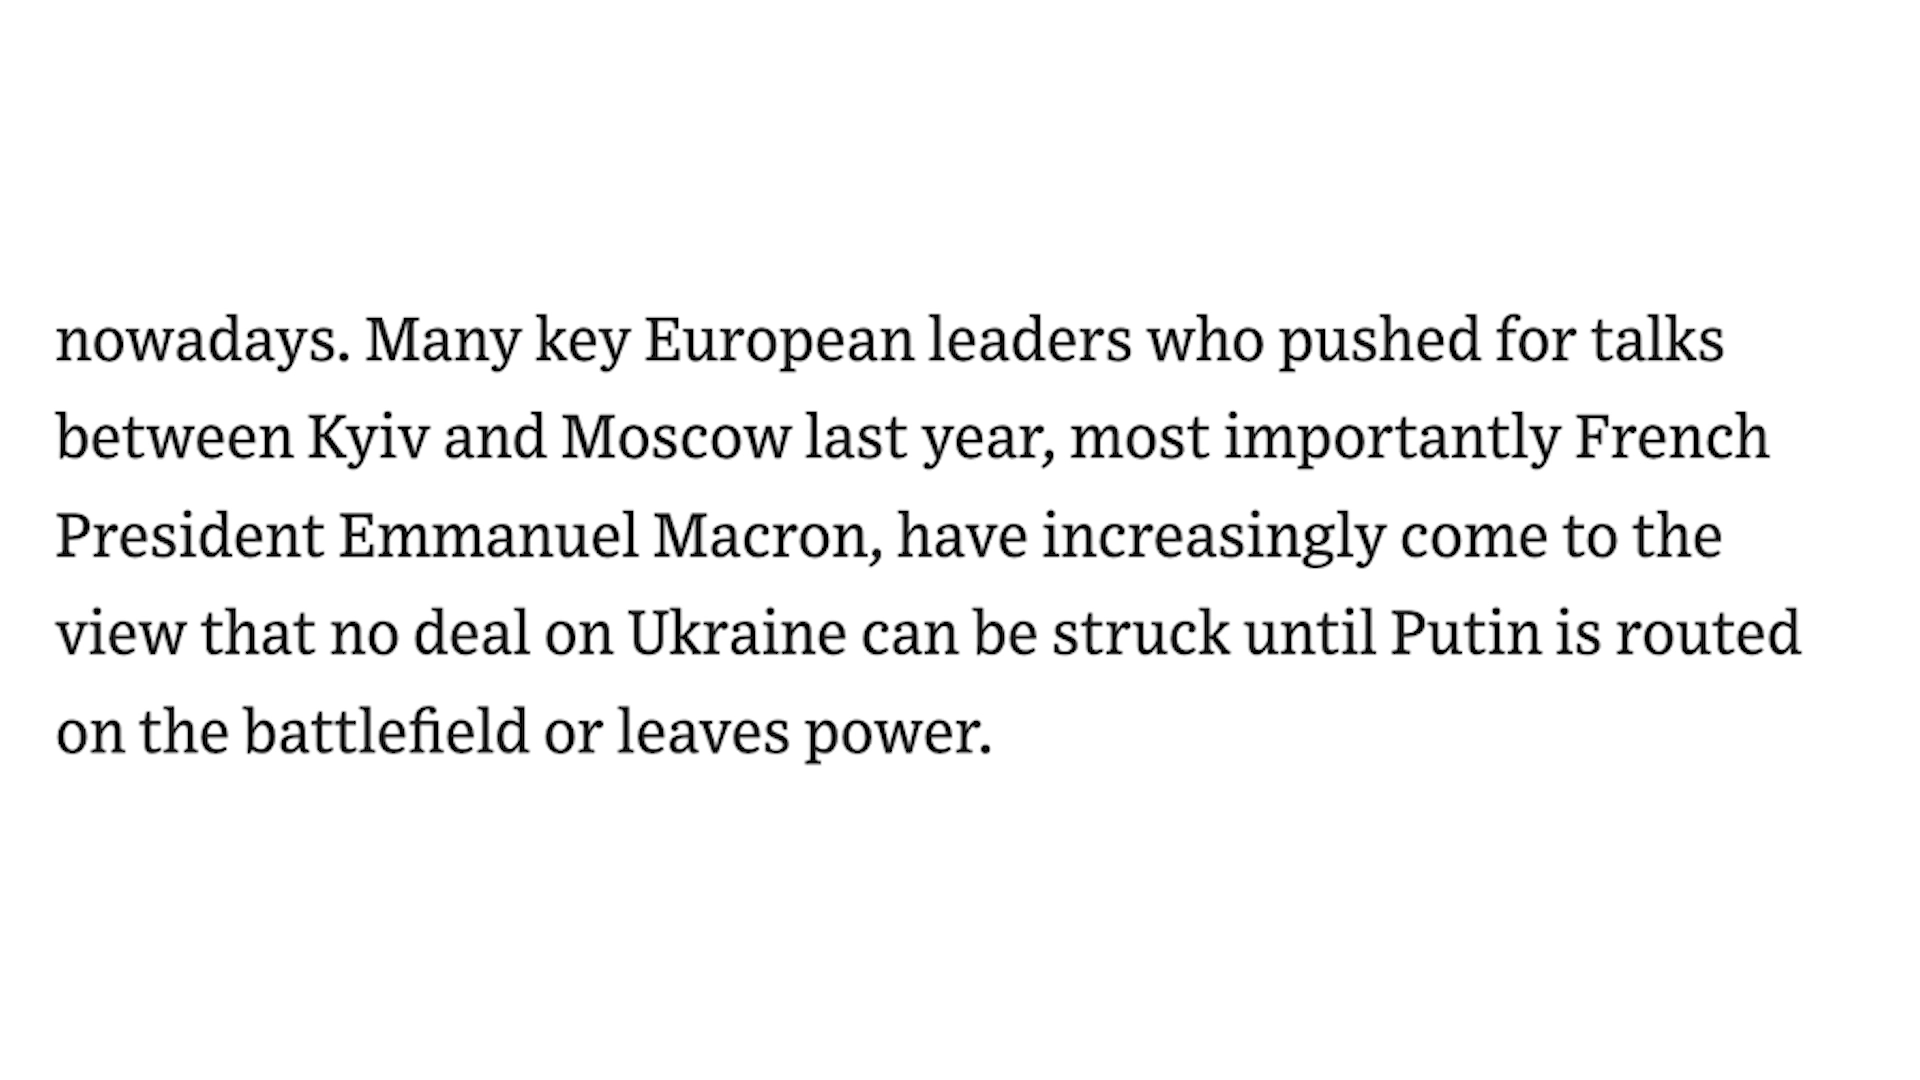 nowadays. Many key European leaders who pushed for talks
between Kyiv and Moscow last year, most importantly French
President Emmanuel Macron, have increasingly come to the
view that no deal on Ukraine can be struck until Putin is routed
on the battlefield or leaves power.